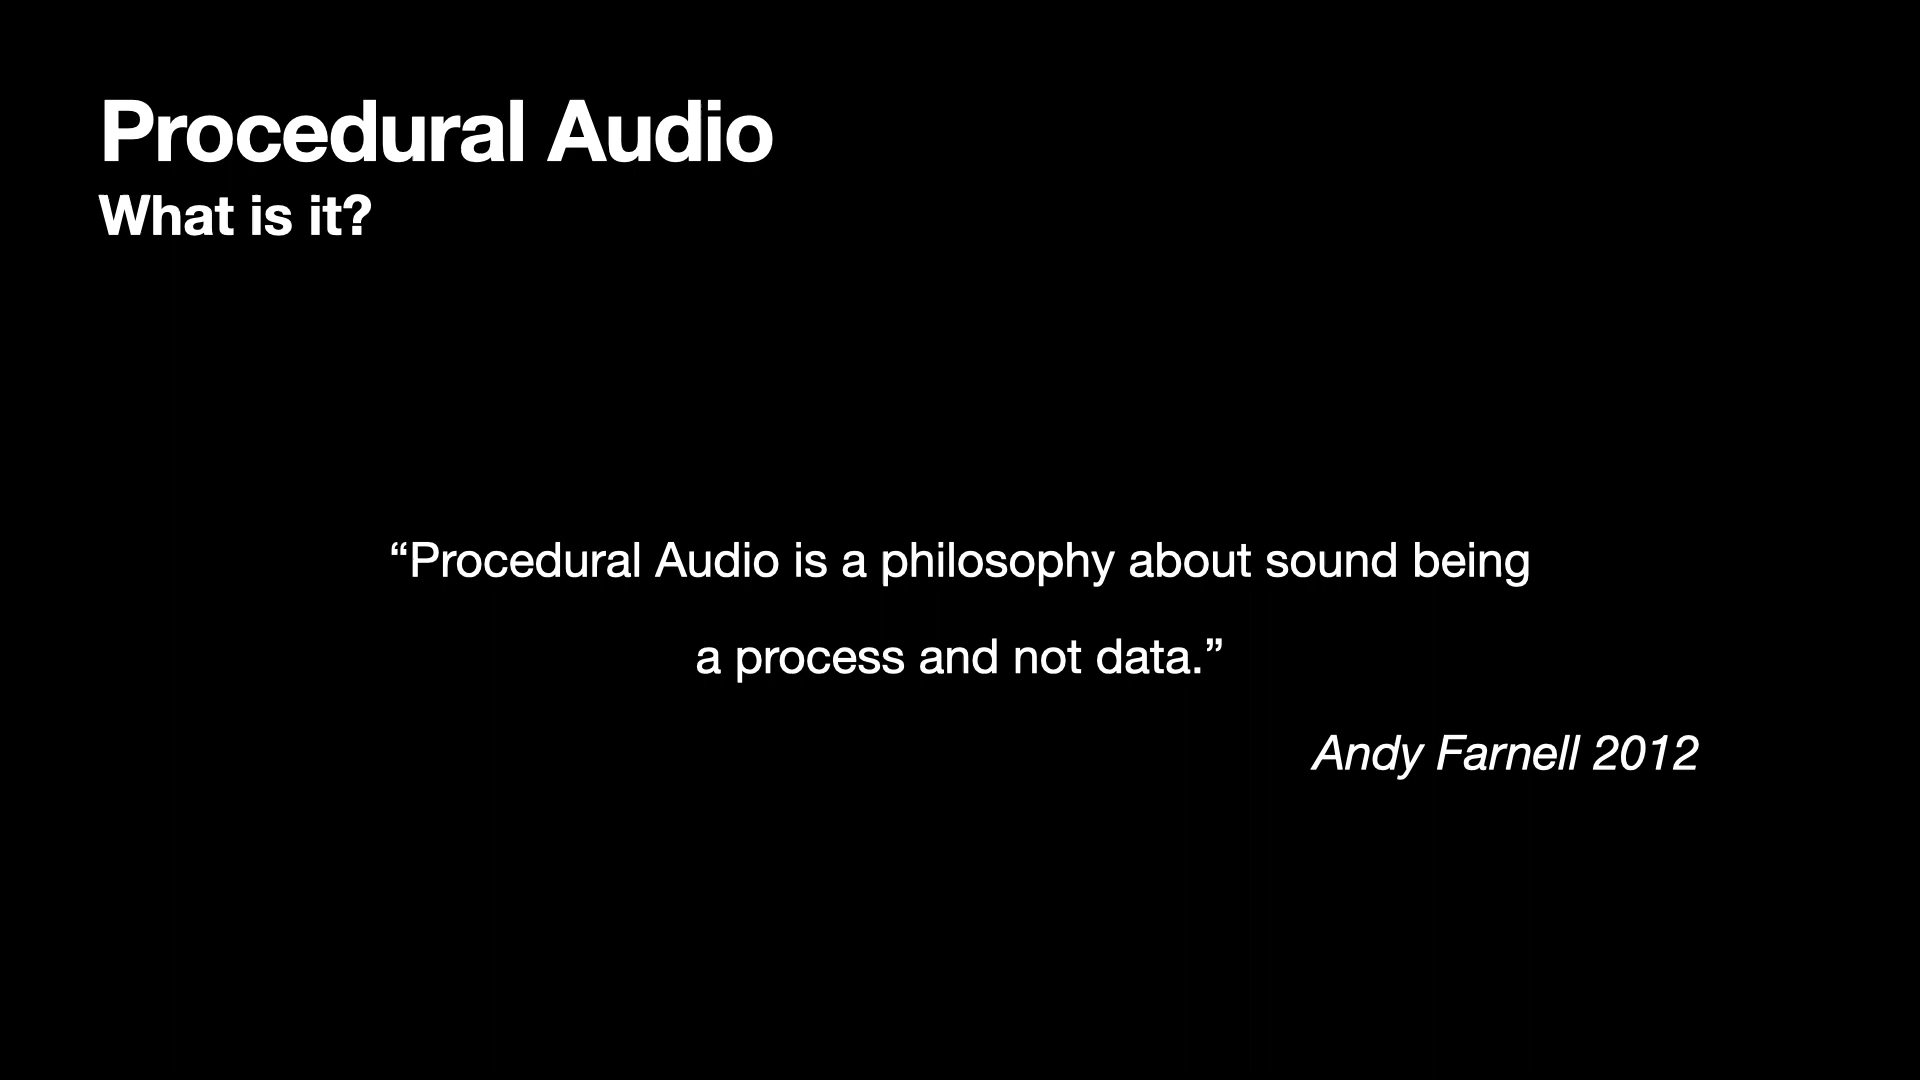 Procedural Audio
What is it?
“Procedural Audio is a philosophy about sound being
a process and not data.”
Andy Farnell 2012